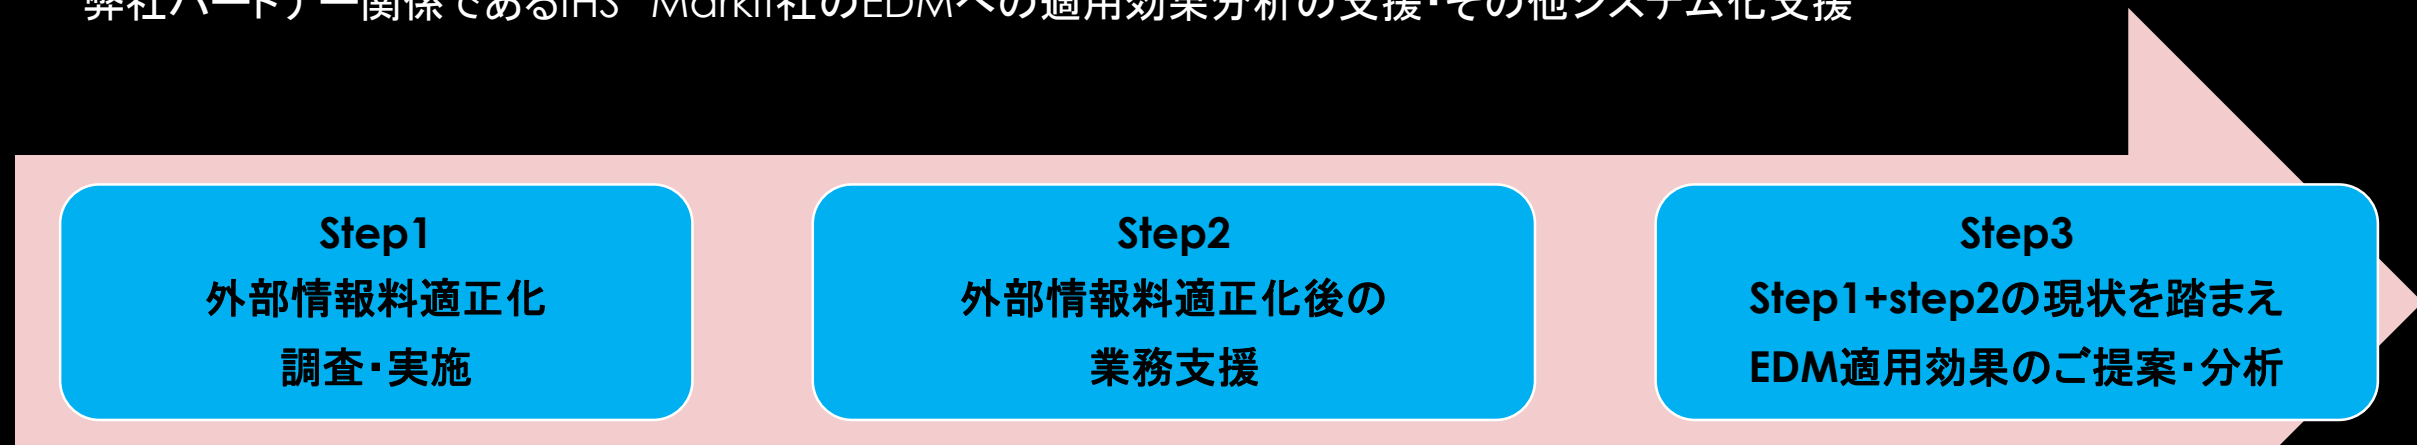 弊社パートナー関係であるIHS Markit社のEDMへの適用効果分析の支援・その他システム化支援
Step1
外部情報料適正化
調査・実施
Step2
外部情報料適正化後の
業務支援
Step3
Step1+step2の現状を踏まえ
EDM適用効果のご提案・分析